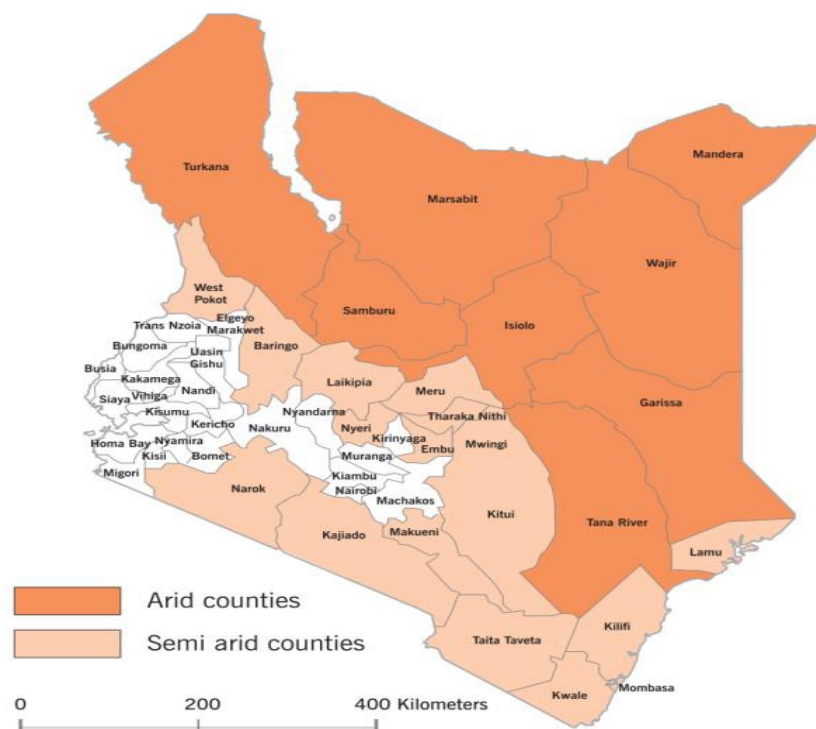 Mandera
Turkana
Marsabit
Wajir
West
Pokot
Samburu
Isiolo
Trans Nzoia
Elgeyo
Marakwet
Baringo
Bungoma
Uasin
Gishu
Laikipia
Meru
Busia
Kakamega
Nandi
Garissa
Siaya
Vihiga
Nyandarna
Tharaka Nithi
Kisumu
Kericho
Nakuru
Nyeri
Kirinyaga
Embu
Mwingi
Homa Bay
Nyamira
Muranga
Kisii
Bomet
Migori
Kiambu
Narok
Nairobi
Machakos
Kitui
Tana River
Kajiado
Makueni
Lamu
Arid counties
Semi arid counties
Taita Taveta
Kilifi
Kwale
Mombasa
0 200 400 Kilometers